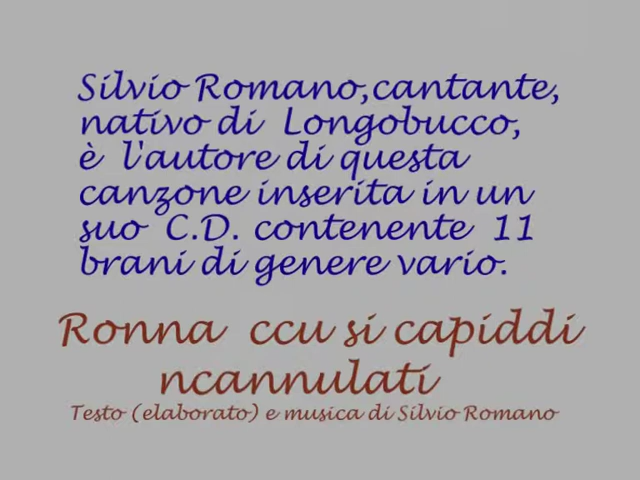 Silvio Romano,cantante,
nativo di Longobucco,
è l'autore di questa
canzone inserita in un
suo C.D. contenente 11
brani di genere vario.
Ronna ccu si capiddi
ncannulati
Testo (elaborato) e musica di Silvio Romano